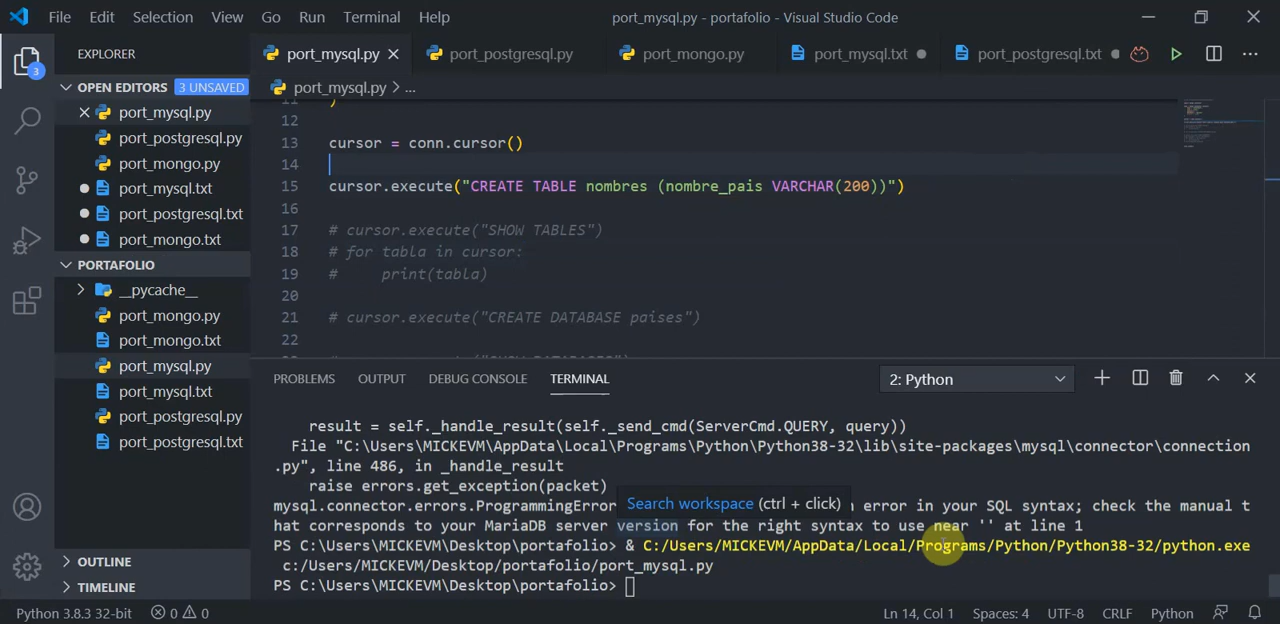 File Edit Selection View Go Run Terminal Help port_mysql.py - portafolio - Visual Studio Code
3
EXPLORER
OPEN EDITORS 3 UNSAVED
port_mysql.py
port_postgresql.py
port_mongo.py
port_mysql.txt
port_postgresql.txt
port_mongo.txt
PORTAFOLIO
__pycache__
port_mongo.py
port_mongo.txt
port_mysql.py
port_mysql.txt
port_postgresql.py
port_postgresql.txt
OUTLINE
TIMELINE
port_mysql.py port_postgresql.py port_mongo.py port_mysql.txt port_postgresql.txt
port_mysql.py > ...
11 )
12
13 cursor = conn.cursor()
14
15 cursor.execute("CREATE TABLE nombres (nombre_pais VARCHAR(200))")
16
17 # cursor.execute("SHOW TABLES")
18 # for tabla in cursor:
19 #     print(tabla)
20
21 # cursor.execute("CREATE DATABASE paises")
22
PROBLEMS OUTPUT DEBUG CONSOLE TERMINAL 2: Python
result = self._handle_result(self._send_cmd(ServerCmd.QUERY, query))
File "C:\Users\MICKEVM\AppData\Local\Programs\Python\Python38-32\lib\site-packages\mysql\connector\connection
.py", line 486, in _handle_result
raise errors.get_exception(packet)
Search workspace (ctrl + click)
mysql.connector.errors.ProgrammingError error in your SQL syntax; check the manual t
hat corresponds to your MariaDB server version for the right syntax to use near '' at line 1
PS C:\Users\MICKEVM\Desktop\portafolio> & C:/Users/MICKEVM/AppData/Local/Programs/Python/Python38-32/python.exe
c:/Users/MICKEVM/Desktop/portafolio/port_mysql.py
PS C:\Users\MICKEVM\Desktop\portafolio>
Python 3.8.3 32-bit 0 0 Ln 14, Col 1 Spaces: 4 UTF-8 CRLF Python